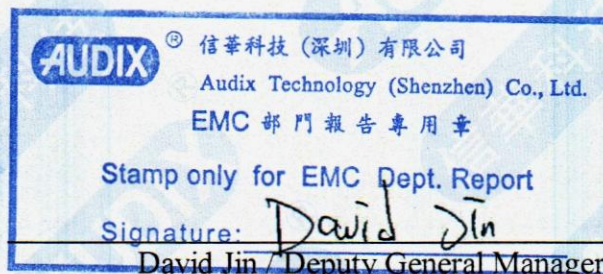 AUDIX ® 信華科技 (深圳) 有限公司
Audix Technology (Shenzhen) Co., Ltd.
EMC 部門報告專用章
Stamp only for EMC Dept. Report
Signature: David Jin
David Jin / Deputy General Manager